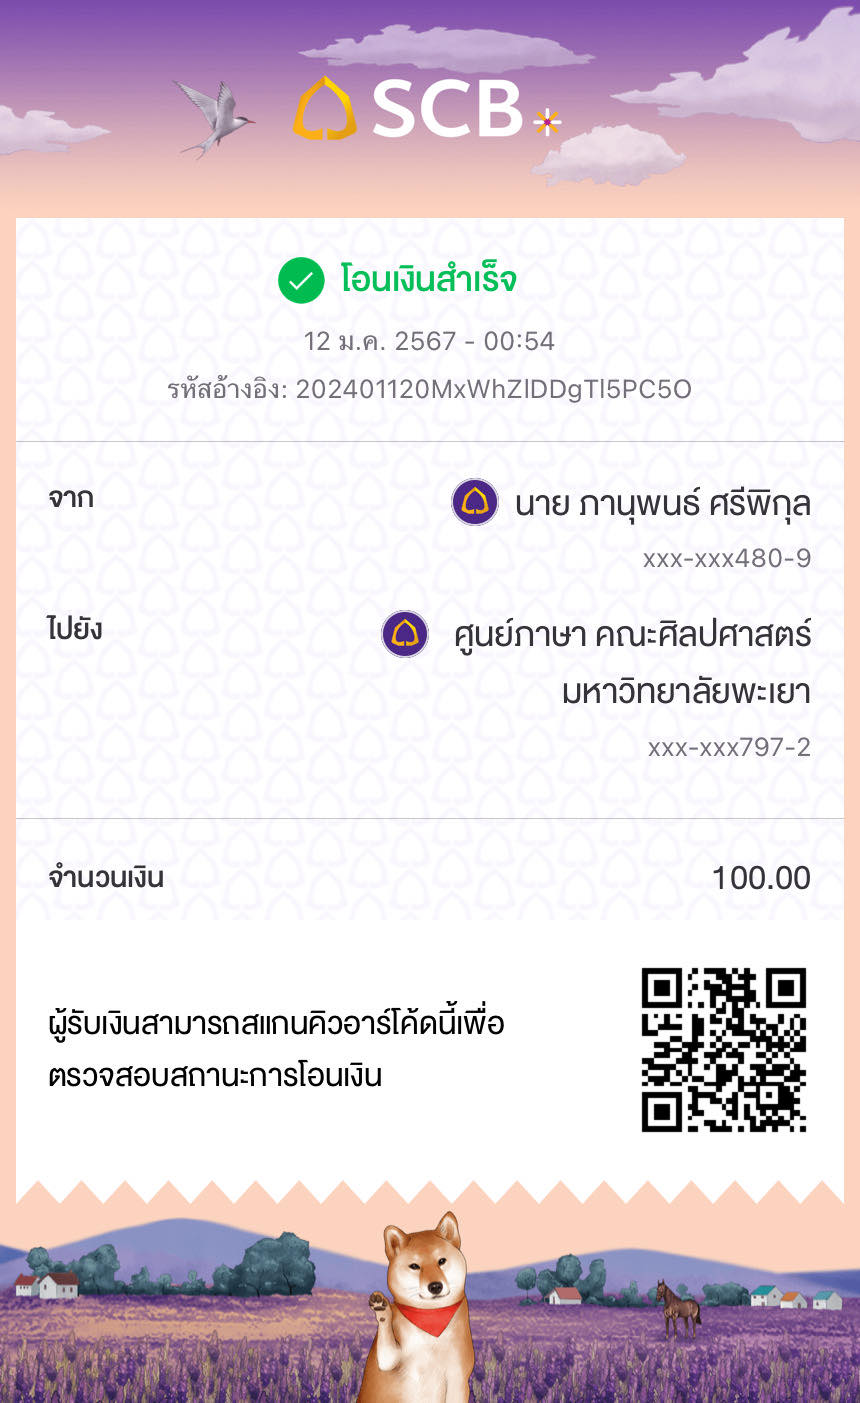 SCB
โอนเงินสำเร็จ
12 ม.ค. 2567 - 00:54
รหัสอ้างอิง: 202401120MxWhZlDDgTl5PC5O
จาก
นาย ภานุพนธ์ ศรีพิกุล
xxx-xxx480-9
ไปยัง
ศูนย์ภาษา คณะศิลปศาสตร์
มหาวิทยาลัยพะเยา
xxx-xxx797-2
จำนวนเงิน
100.00
ผู้รับเงินสามารถสแกนคิวอาร์โค้ดนี้เพื่อ
ตรวจสอบสถานะการโอนเงิน